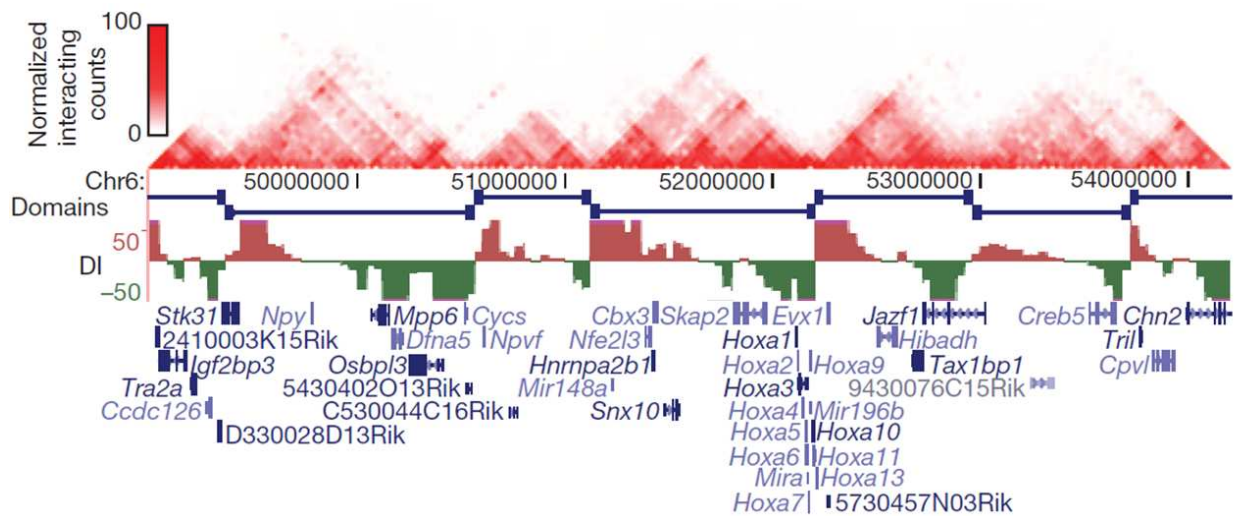 100
Normalized
interacting
counts
0
Chr6: 50000000 51000000 52000000 53000000 54000000
Domains
50
DI
−50
Stk31 Npy Mpp6 Cycs Cbx3 Skap2 Evx1 Jazf1 Creb5 Chn2
2410003K15Rik Dfna5 Npvf Nfe2l3 Hoxa1 Hibadh Tril
Igf2bp3 Osbpl3 Hnrnpa2b1 Hoxa2 Hoxa9 Tax1bp1 Cpvl
Tra2a 5430402O13Rik Mir148a Hoxa3 9430076C15Rik
Ccdc126 C530044C16Rik Snx10 Hoxa4 Mir196b
D330028D13Rik Hoxa5 Hoxa10
Hoxa6 Hoxa11
Mira Hoxa13
Hoxa7 5730457N03Rik